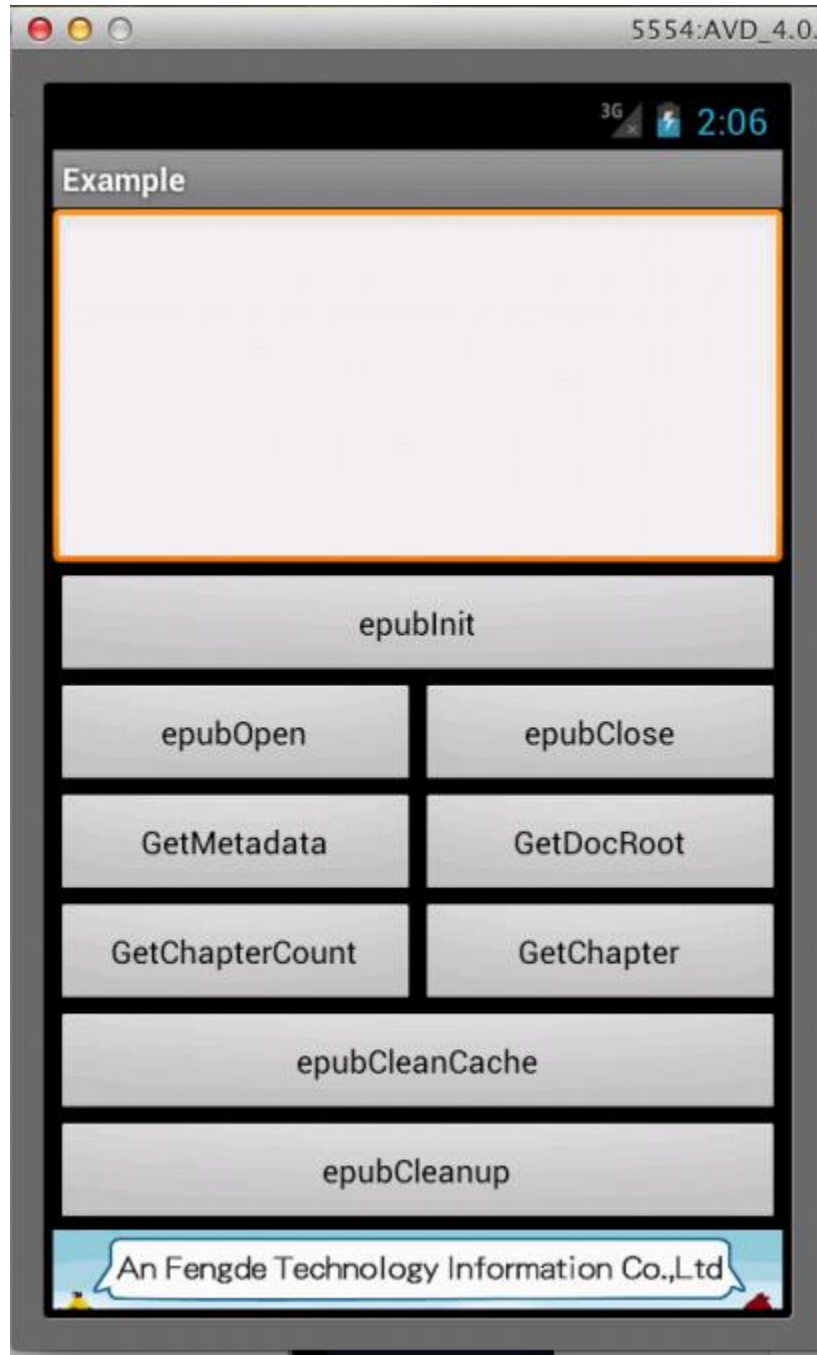 5554:AVD_4.0.
3G 2:06
Example
epubInit
epubOpen epubClose
GetMetadata GetDocRoot
GetChapterCount GetChapter
epubCleanCache
epubCleanup
An Fengde Technology Information Co.,Ltd